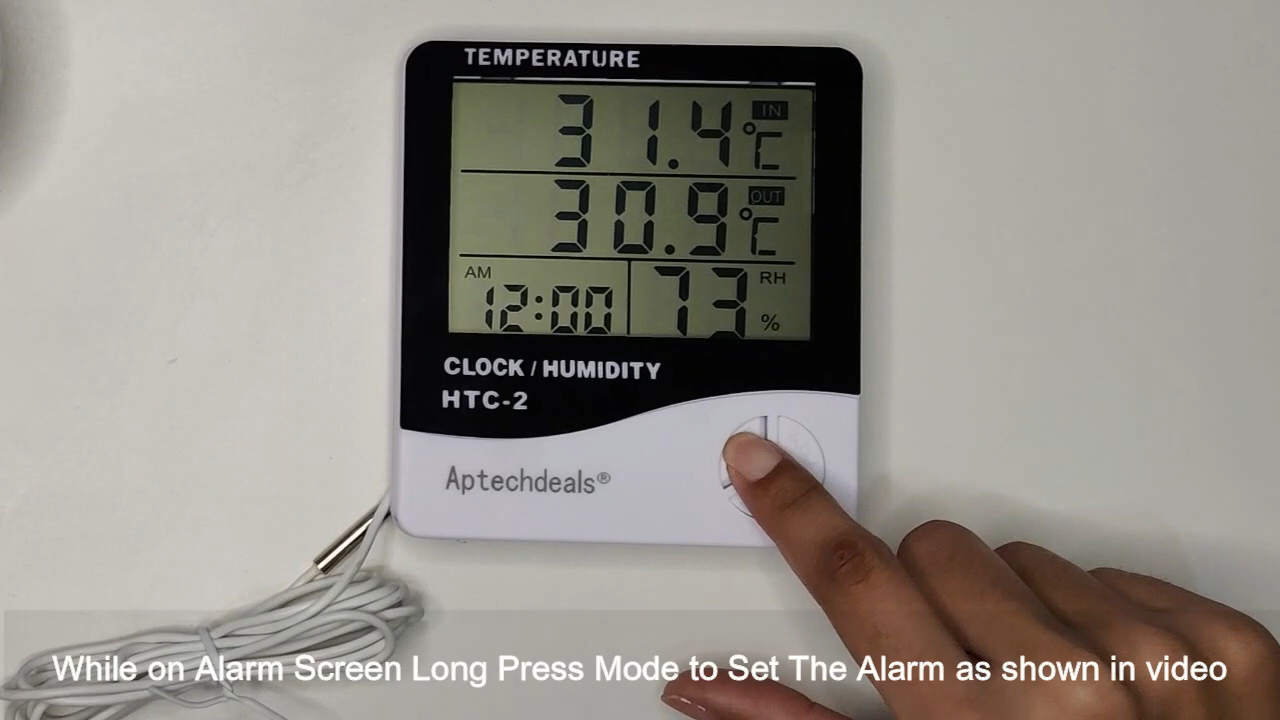 TEMPERATURE
31.4 °C IN
30.9 °C OUT
AM 12:00
73 RH %
CLOCK / HUMIDITY
HTC-2
Aptechdeals®
While on Alarm Screen Long Press Mode to Set The Alarm as shown in video